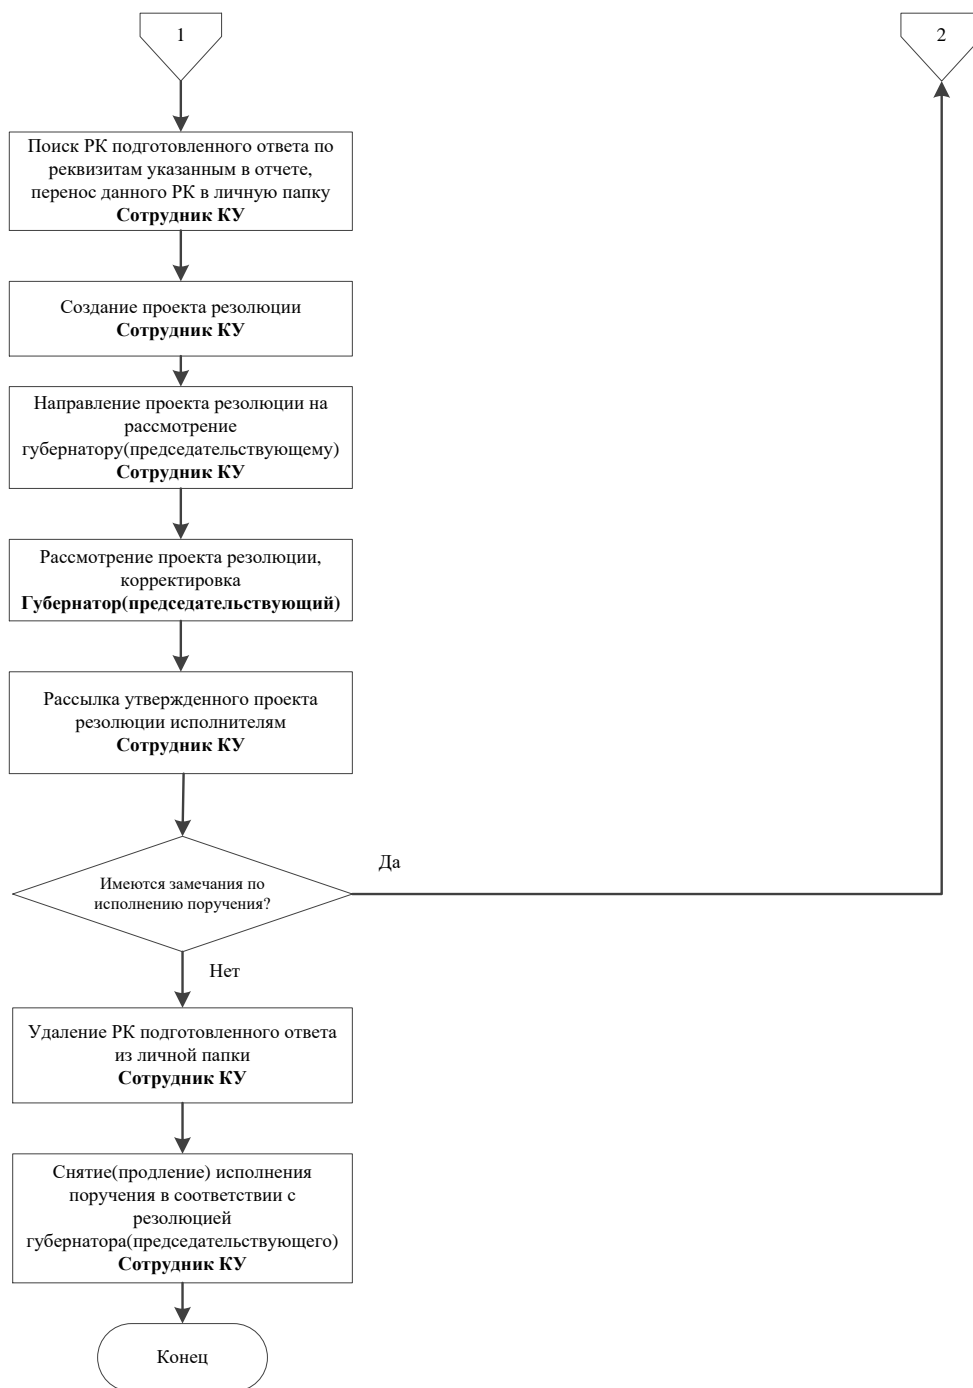 1
2
Поиск РК подготовленного ответа по
реквизитам указанным в отчете,
перенос данного РК в личную папку
Сотрудник КУ
Создание проекта резолюции
Сотрудник КУ
Направление проекта резолюции на
рассмотрение
губернатору(председательствующему)
Сотрудник КУ
Рассмотрение проекта резолюции,
корректировка
Губернатор(председательствующий)
Рассылка утвержденного проекта
резолюции исполнителям
Сотрудник КУ
Имеются замечания по
исполнению поручения?
Да
Нет
Удаление РК подготовленного ответа
из личной папки
Сотрудник КУ
Снятие(продление) исполнения
поручения в соответствии с
резолюцией
губернатора(председательствующего)
Сотрудник КУ
Конец